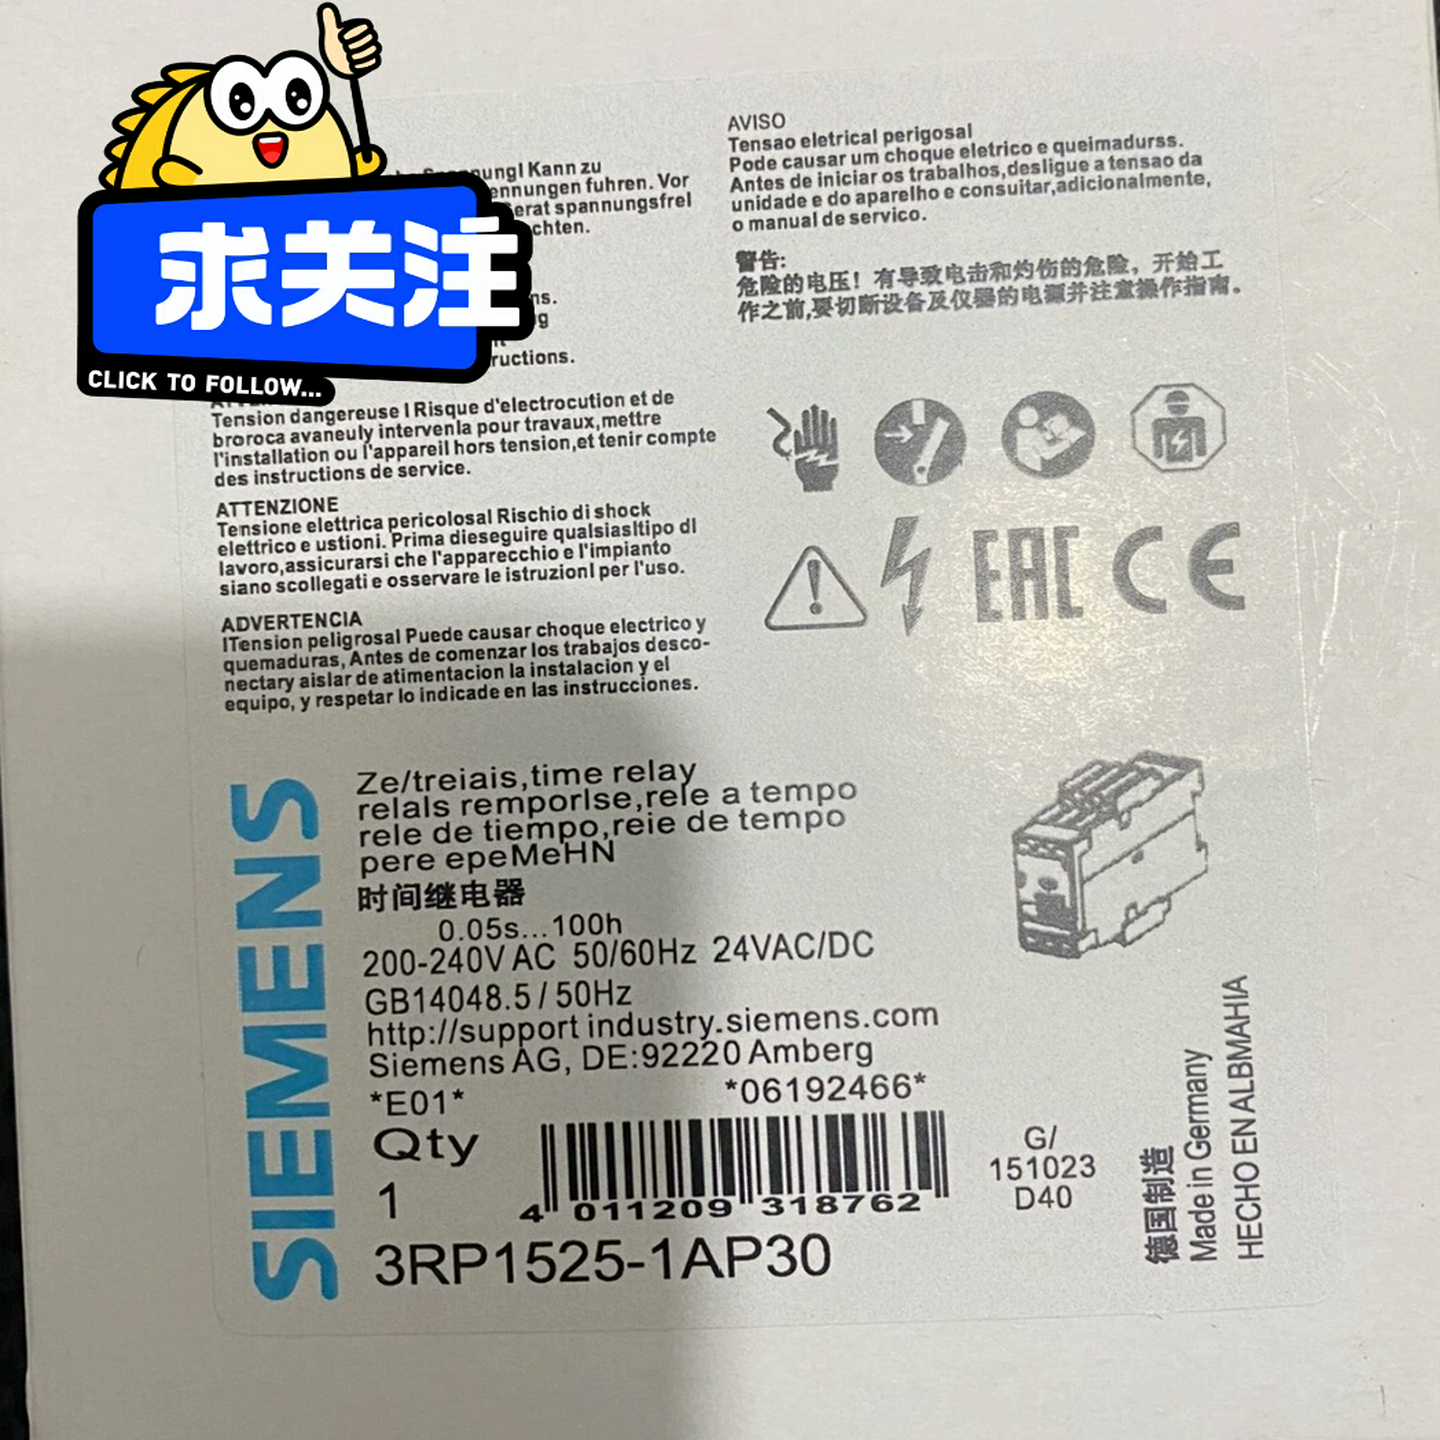 求关注
CLICK TO FOLLOW...
Spannungl Kann zu
ennungen fuhren. Vor
erat spannungsfrel
chten.
ns.
g
ructions.
Tension dangereuse I Risque d'electrocution et de
broroca avaneuly intervenla pour travaux,mettre
l'installation ou l'appareil hors tension,et tenir compte
des instructions de service.
ATTENZIONE
Tensione elettrica pericolosal Rischio di shock
elettrico e ustioni. Prima dieseguire qualsiasltipo dl
lavoro,assicurarsi che l'apparecchio e l'impianto
siano scollegati e osservare le istruzionl per l'uso.
ADVERTENCIA
ITension peligrosal Puede causar choque electrico y
quemaduras, Antes de comenzar los trabajos desco-
nectary aislar de atimentacion la instalacion y el
equipo, y respetar lo indicade en las instrucciones.
AVISO
Tensao eletrical perigosal
Pode causar um choque eletrico e queimadurss.
Antes de iniciar os trabalhos,desligue a tensao da
unidade e do aparelho e consuitar,adicionalmente,
o manual de servico.
警告:
危险的电压！有导致电击和灼伤的危险，开始工
作之前,要切断设备及仪器的电源并注意操作指南。
EAC CE
SIEMENS
Ze/treiais,time relay
relals remporlse,rele a tempo
rele de tiempo,reie de tempo
pere epeMeHN
时间继电器
0.05s...100h
200-240V AC 50/60Hz 24VAC/DC
GB14048.5 / 50Hz
http://support industry.siemens.com
Siemens AG, DE:92220 Amberg
*E01* *06192466*
Qty
1
4 011209 318762
3RP1525-1AP30
G/
151023
D40
德国制造
Made in Germany
HECHO EN ALBMAHIA